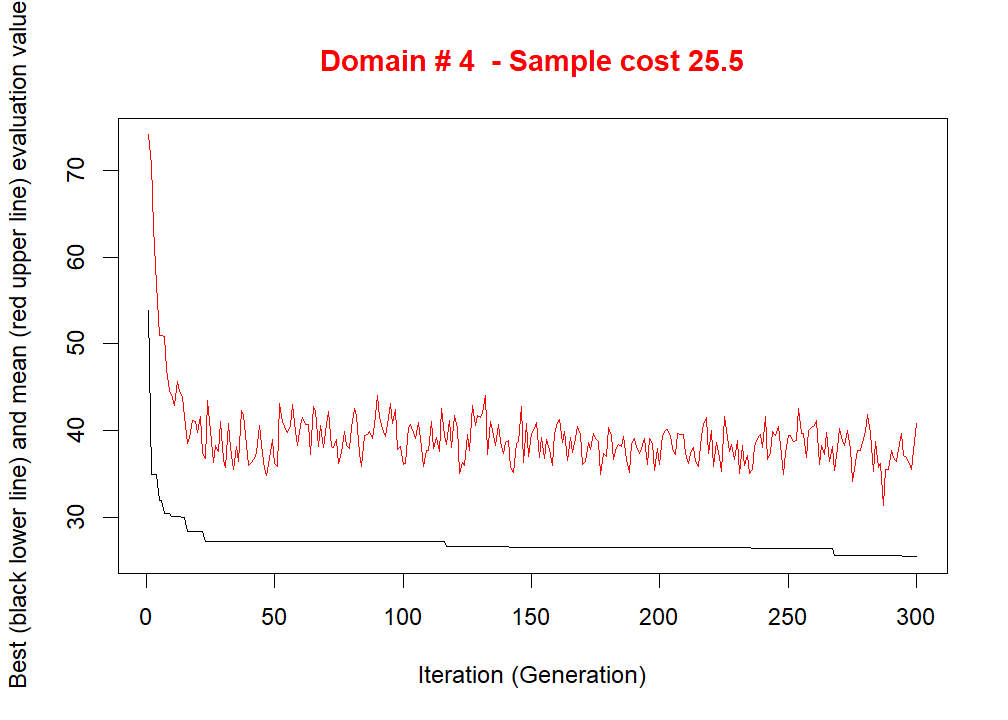 Domain # 4  - Sample cost 25.5
Best (black lower line) and mean (red upper line) evaluation value
70
60
50
40
30
0 50 100 150 200 250 300
Iteration (Generation)